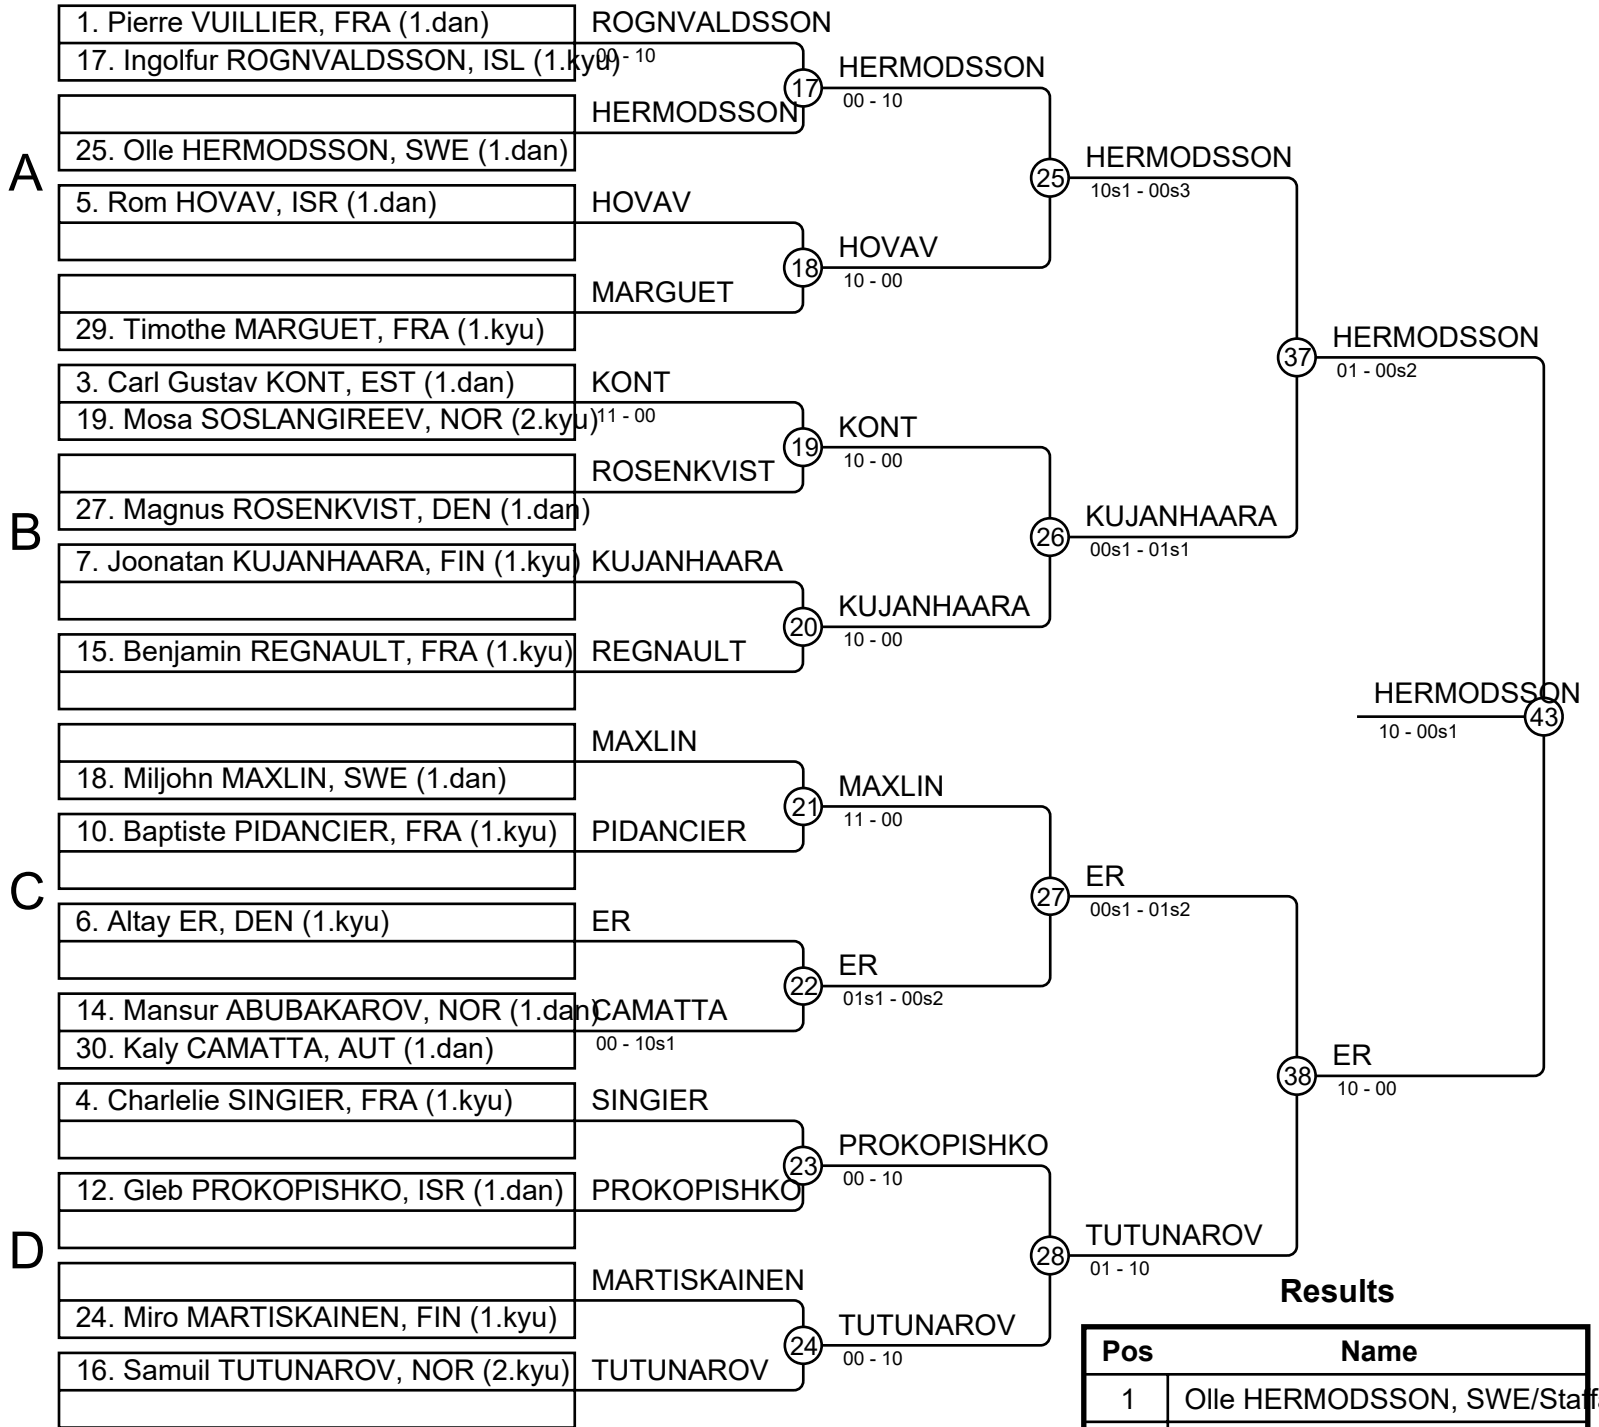 1. Pierre VUILLIER, FRA (1.dan)
17. Ingolfur ROGNVALDSSON, ISL (1.kyu)
25. Olle HERMODSSON, SWE (1.dan)
A
5. Rom HOVAV, ISR (1.dan)
29. Timothe MARGUET, FRA (1.kyu)
3. Carl Gustav KONT, EST (1.dan)
19. Mosa SOSLANGIREEV, NOR (2.kyu)
27. Magnus ROSENKVIST, DEN (1.dan)
B
7. Joonatan KUJANHAARA, FIN (1.kyu)
15. Benjamin REGNAULT, FRA (1.kyu)
18. Miljohn MAXLIN, SWE (1.dan)
10. Baptiste PIDANCIER, FRA (1.kyu)
C
6. Altay ER, DEN (1.kyu)
14. Mansur ABUBAKAROV, NOR (1.dan)
30. Kaly CAMATTA, AUT (1.dan)
4. Charlelie SINGIER, FRA (1.kyu)
12. Gleb PROKOPISHKO, ISR (1.dan)
D
24. Miro MARTISKAINEN, FIN (1.kyu)
16. Samuil TUTUNAROV, NOR (2.kyu)
ROGNVALDSSON
00 - 10
HERMODSSON
HOVAV
MARGUET
KONT
11 - 00
ROSENKVIST
KUJANHAARA
REGNAULT
MAXLIN
PIDANCIER
ER
CAMATTA
00 - 10s1
SINGIER
PROKOPISHKO
MARTISKAINEN
TUTUNAROV
17
HERMODSSON
00 - 10
18
HOVAV
10 - 00
19
KONT
10 - 00
20
KUJANHAARA
10 - 00
21
MAXLIN
11 - 00
22
ER
01s1 - 00s2
23
PROKOPISHKO
00 - 10
24
TUTUNAROV
00 - 10
25
HERMODSSON
10s1 - 00s3
26
KUJANHAARA
00s1 - 01s1
27
ER
00s1 - 01s2
28
TUTUNAROV
01 - 10
37
HERMODSSON
01 - 00s2
38
ER
10 - 00
HERMODSSON
43
10 - 00s1
Results
Pos Name
1 Olle HERMODSSON, SWE/Staff